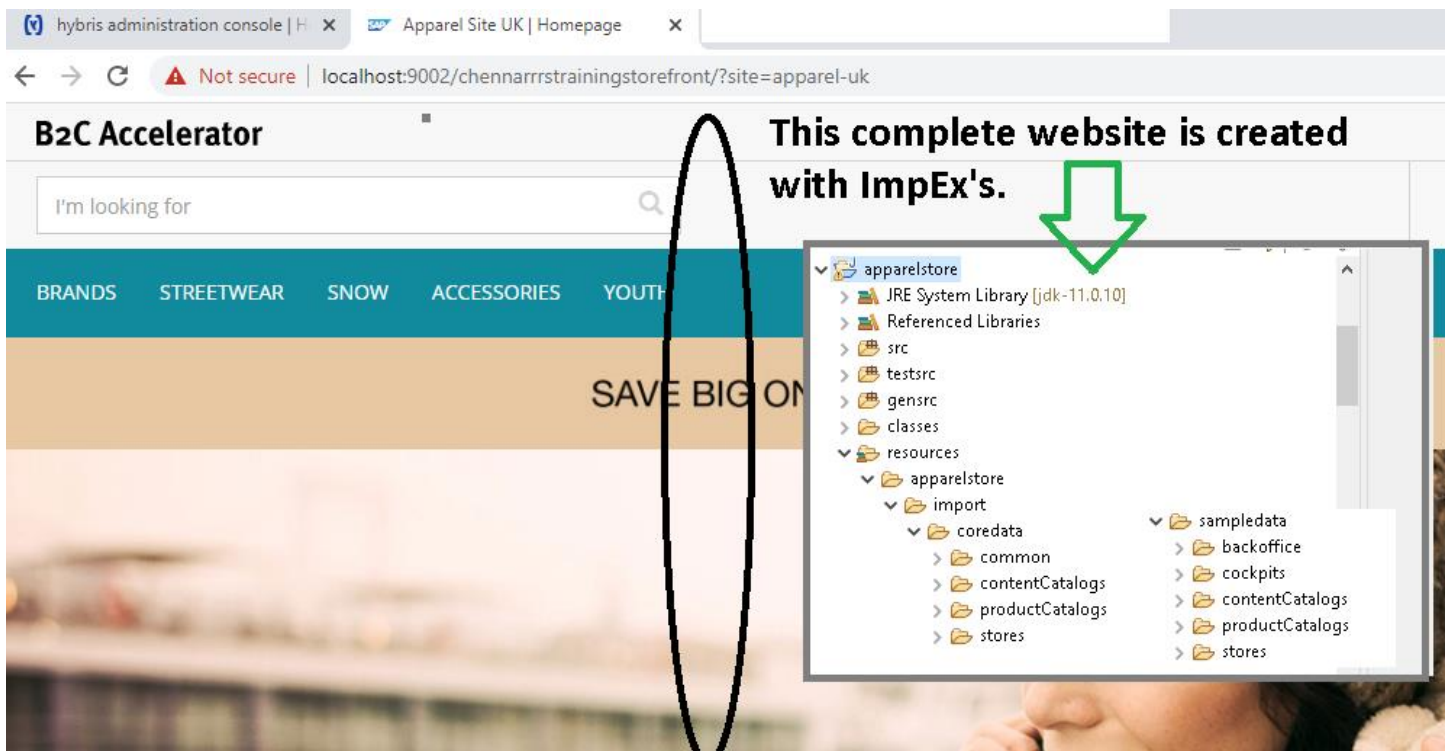 hybris administration console | H
Apparel Site UK | Homepage
Not secure | localhost:9002/chennarrrstrainingstorefront/?site=apparel-uk
B2C Accelerator
This complete website is created
with ImpEx's.
I'm looking for
BRANDS STREETWEAR SNOW ACCESSORIES YOUTH
SAVE BIG ON
apparelstore
JRE System Library [jdk-11.0.10]
Referenced Libraries
src
testsrc
gensrc
classes
resources
apparelstore
import
coredata
common
contentCatalogs
productCatalogs
stores
sampledata
backoffice
cockpits
contentCatalogs
productCatalogs
stores